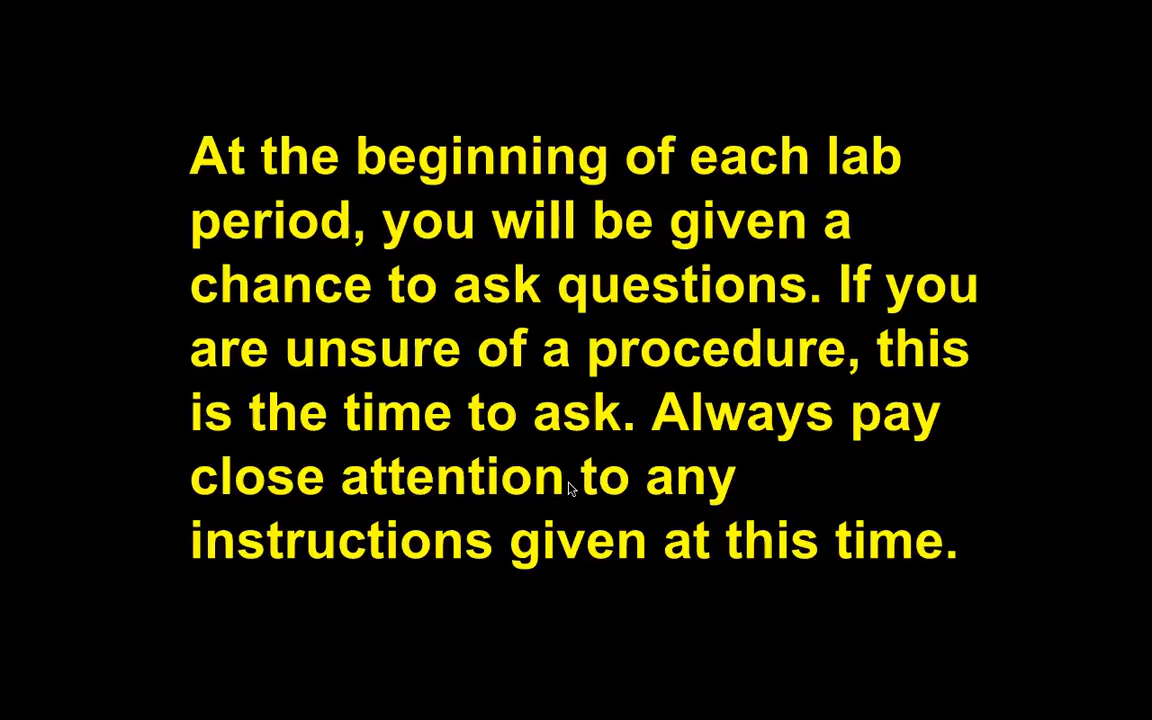 At the beginning of each lab
period, you will be given a
chance to ask questions. If you
are unsure of a procedure, this
is the time to ask. Always pay
close attention to any
instructions given at this time.